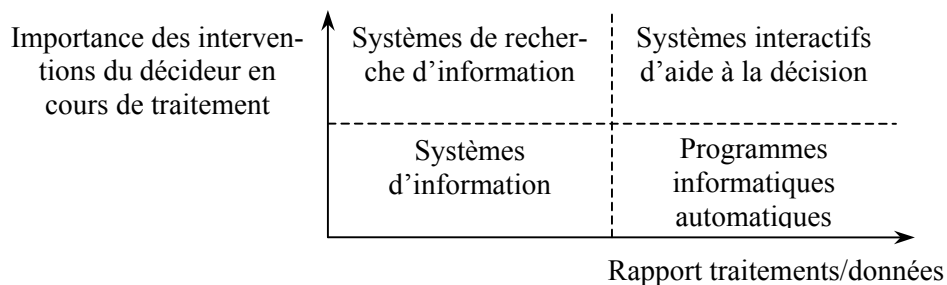 Importance des interven-
tions du décideur en
cours de traitement
Systèmes de recher-
che d’information
Systèmes interactifs
d’aide à la décision
Systèmes
d’information
Programmes
informatiques
automatiques
Rapport traitements/données